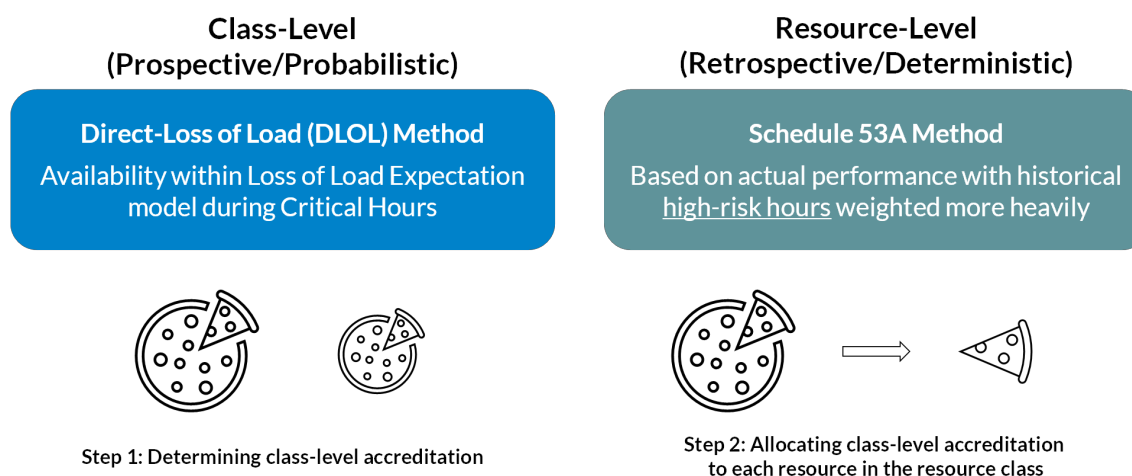 Class-Level
(Prospective/Probabilistic)
Direct-Loss of Load (DLOL) Method
Availability within Loss of Load Expectation
model during Critical Hours
Step 1: Determining class-level accreditation
Resource-Level
(Retrospective/Deterministic)
Schedule 53A Method
Based on actual performance with historical
high-risk hours weighted more heavily
Step 2: Allocating class-level accreditation
to each resource in the resource class